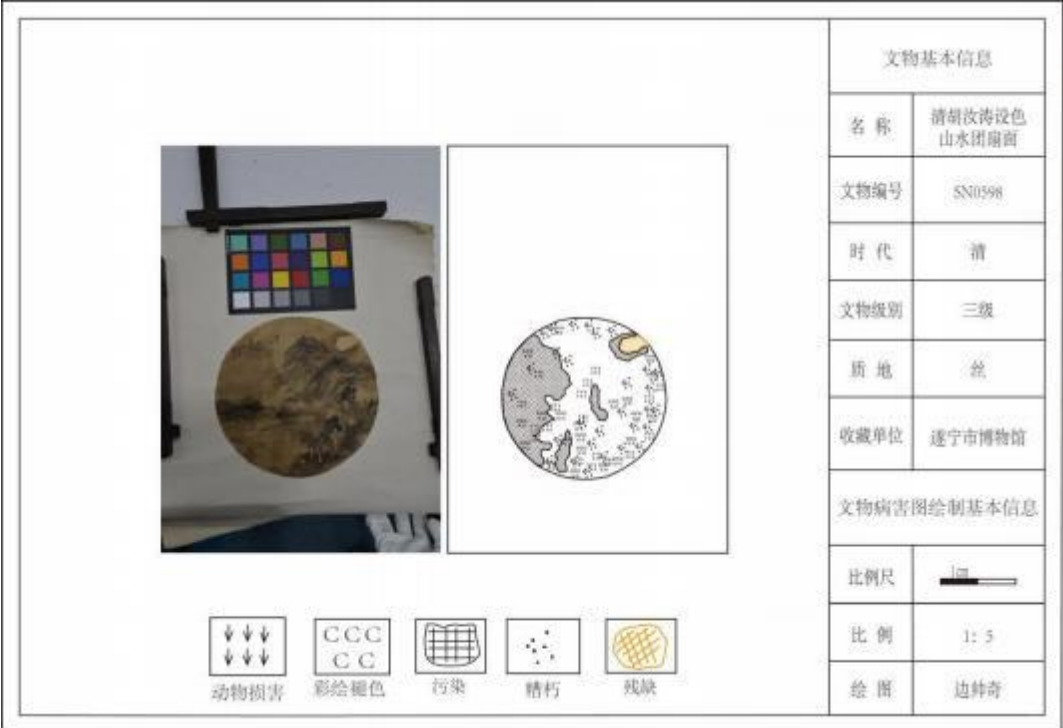 文物基本信息
名 称
清胡汝涛设色
山水团扇面
文物编号
SN0598
时 代
清
文物级别
三级
质 地
丝
收藏单位
遂宁市博物馆
文物病害图绘制基本信息
比例尺
比 例
1: 5
绘 图
边帅奇
CCC
CC
动物损害
彩绘褪色
污染
糟朽
残缺